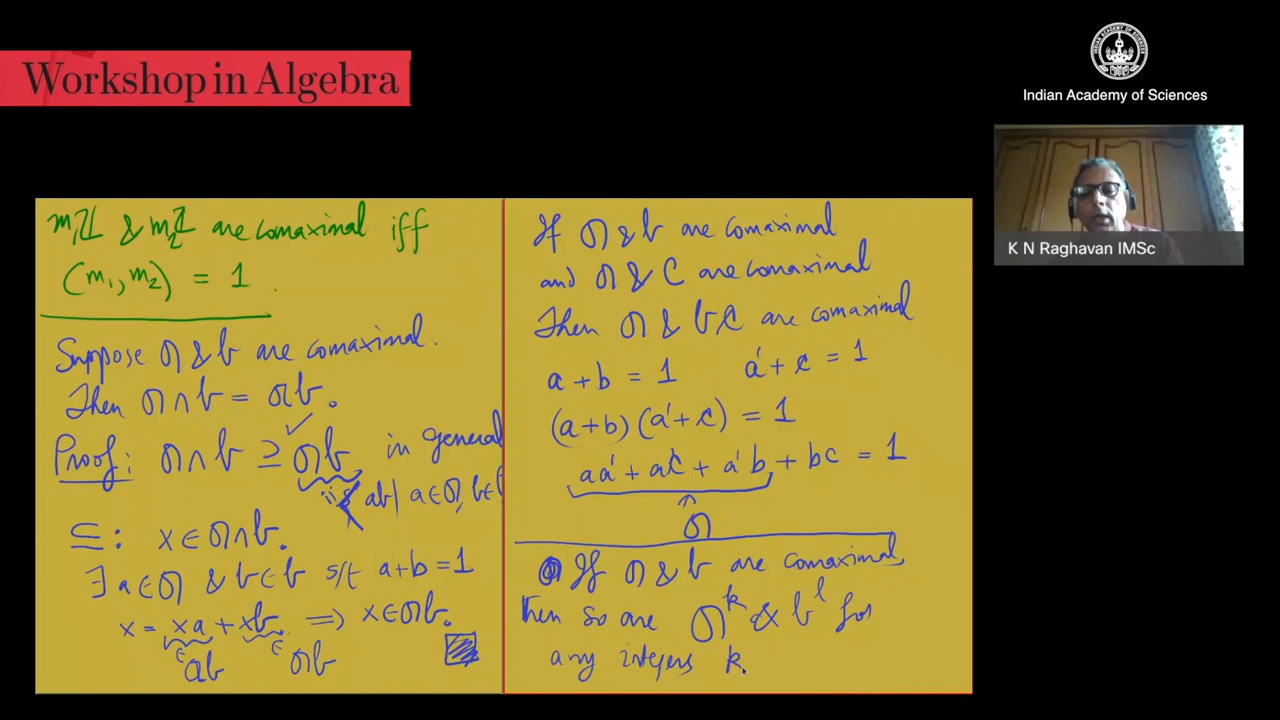 Workshop in Algebra
Indian Academy of Sciences
K N Raghavan IMSc
m₁ℤ & m₂ℤ are comaximal iff
(m₁, m₂) = 1.
Suppose 𝔞 & 𝔟 are comaximal.
Then 𝔞 ∩ 𝔟 = 𝔞𝔟.
Proof: 𝔞 ∩ 𝔟 ⊇ 𝔞𝔟 in general
ab | a ∈ 𝔞, b ∈ 𝔟
⊆: x ∈ 𝔞 ∩ 𝔟.
∃ a ∈ 𝔞 & b ∈ 𝔟 s/t a + b = 1
x = xa + xb. ⟹ x ∈ 𝔞𝔟.
∈ ∈
𝔞𝔟 𝔞𝔟
If 𝔞 & 𝔟 are comaximal
and 𝔞 & 𝔠 are comaximal
Then 𝔞 & 𝔟𝔠 are comaximal
a + b = 1 a' + c = 1
(a + b)(a' + c) = 1
aa' + ac + a'b + bc = 1
∈
𝔞
If 𝔞 & 𝔟 are comaximal,
then so are 𝔞ᵏ & 𝔟ˡ for
any integers k